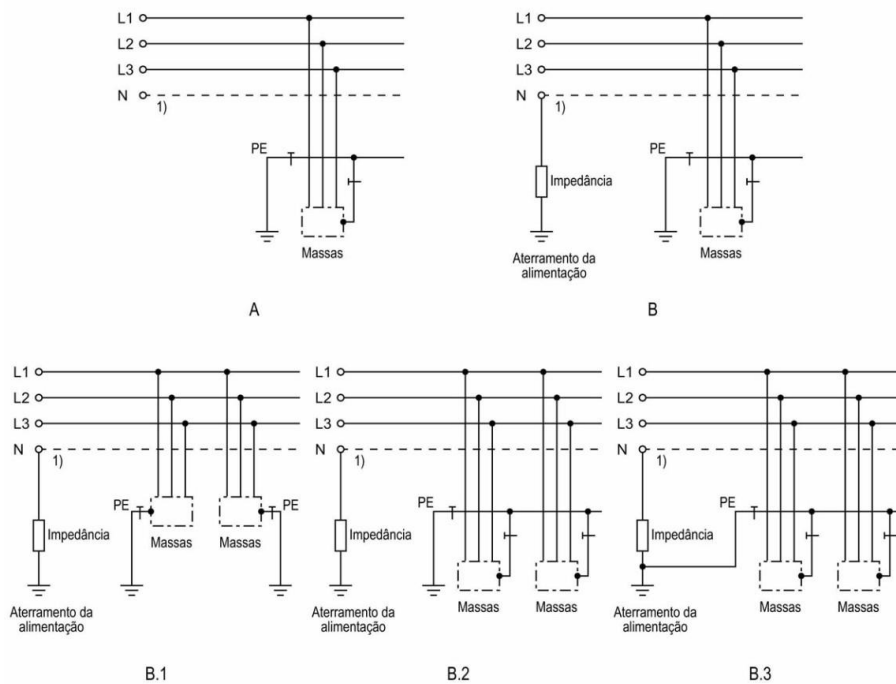 L1
L2
L3
N
1)
PE
Massas
A
L1
L2
L3
N
1)
PE
Impedância
Massas
Aterramento da
alimentação
B
L1
L2
L3
N
1)
PE
PE
Impedância
Massas
Massas
Aterramento da
alimentação
B.1
L1
L2
L3
N
1)
PE
Impedância
Massas
Massas
Aterramento da
alimentação
B.2
L1
L2
L3
N
1)
PE
Impedância
Massas
Massas
Aterramento da
alimentação
B.3